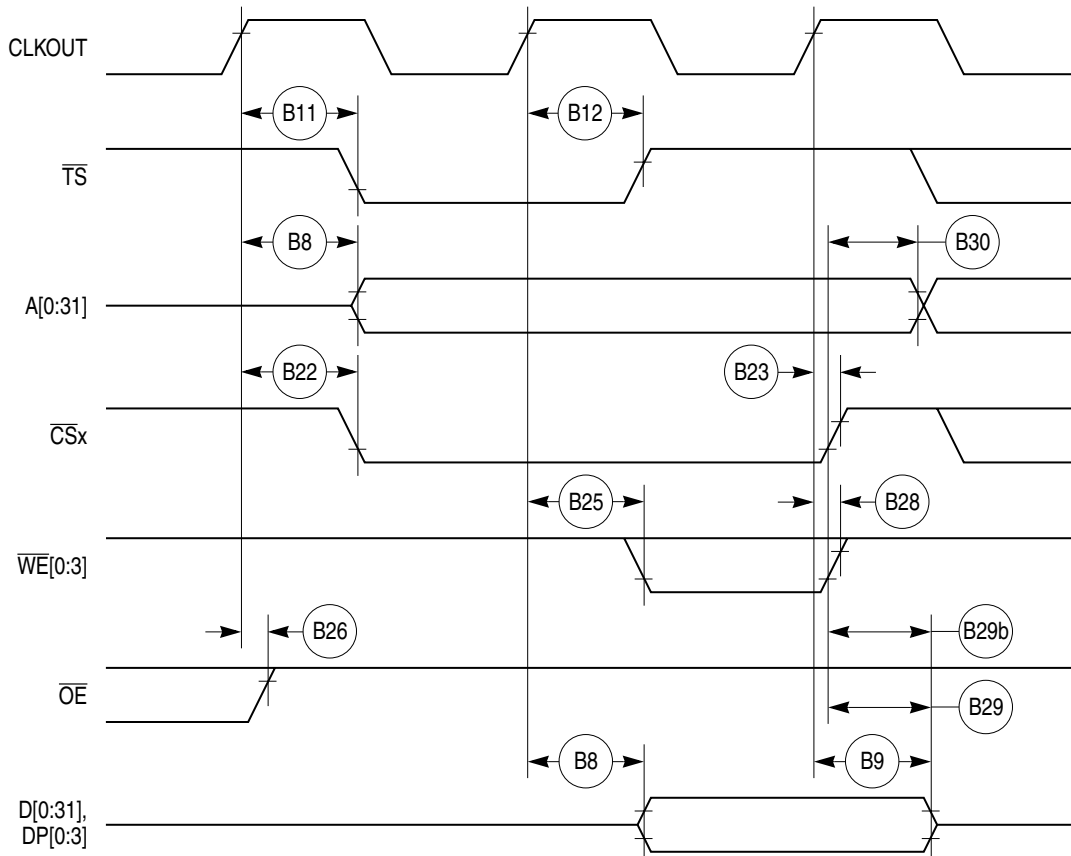 CLKOUT
B11
B12
TS
B8
B30
A[0:31]
B22
B23
CSx
B25
B28
WE[0:3]
B26
B29b
OE
B29
B8
B9
D[0:31],
DP[0:3]